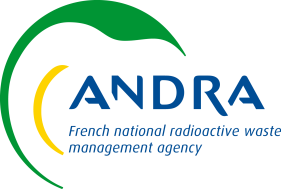 ANDRA
French national radioactive waste
management agency